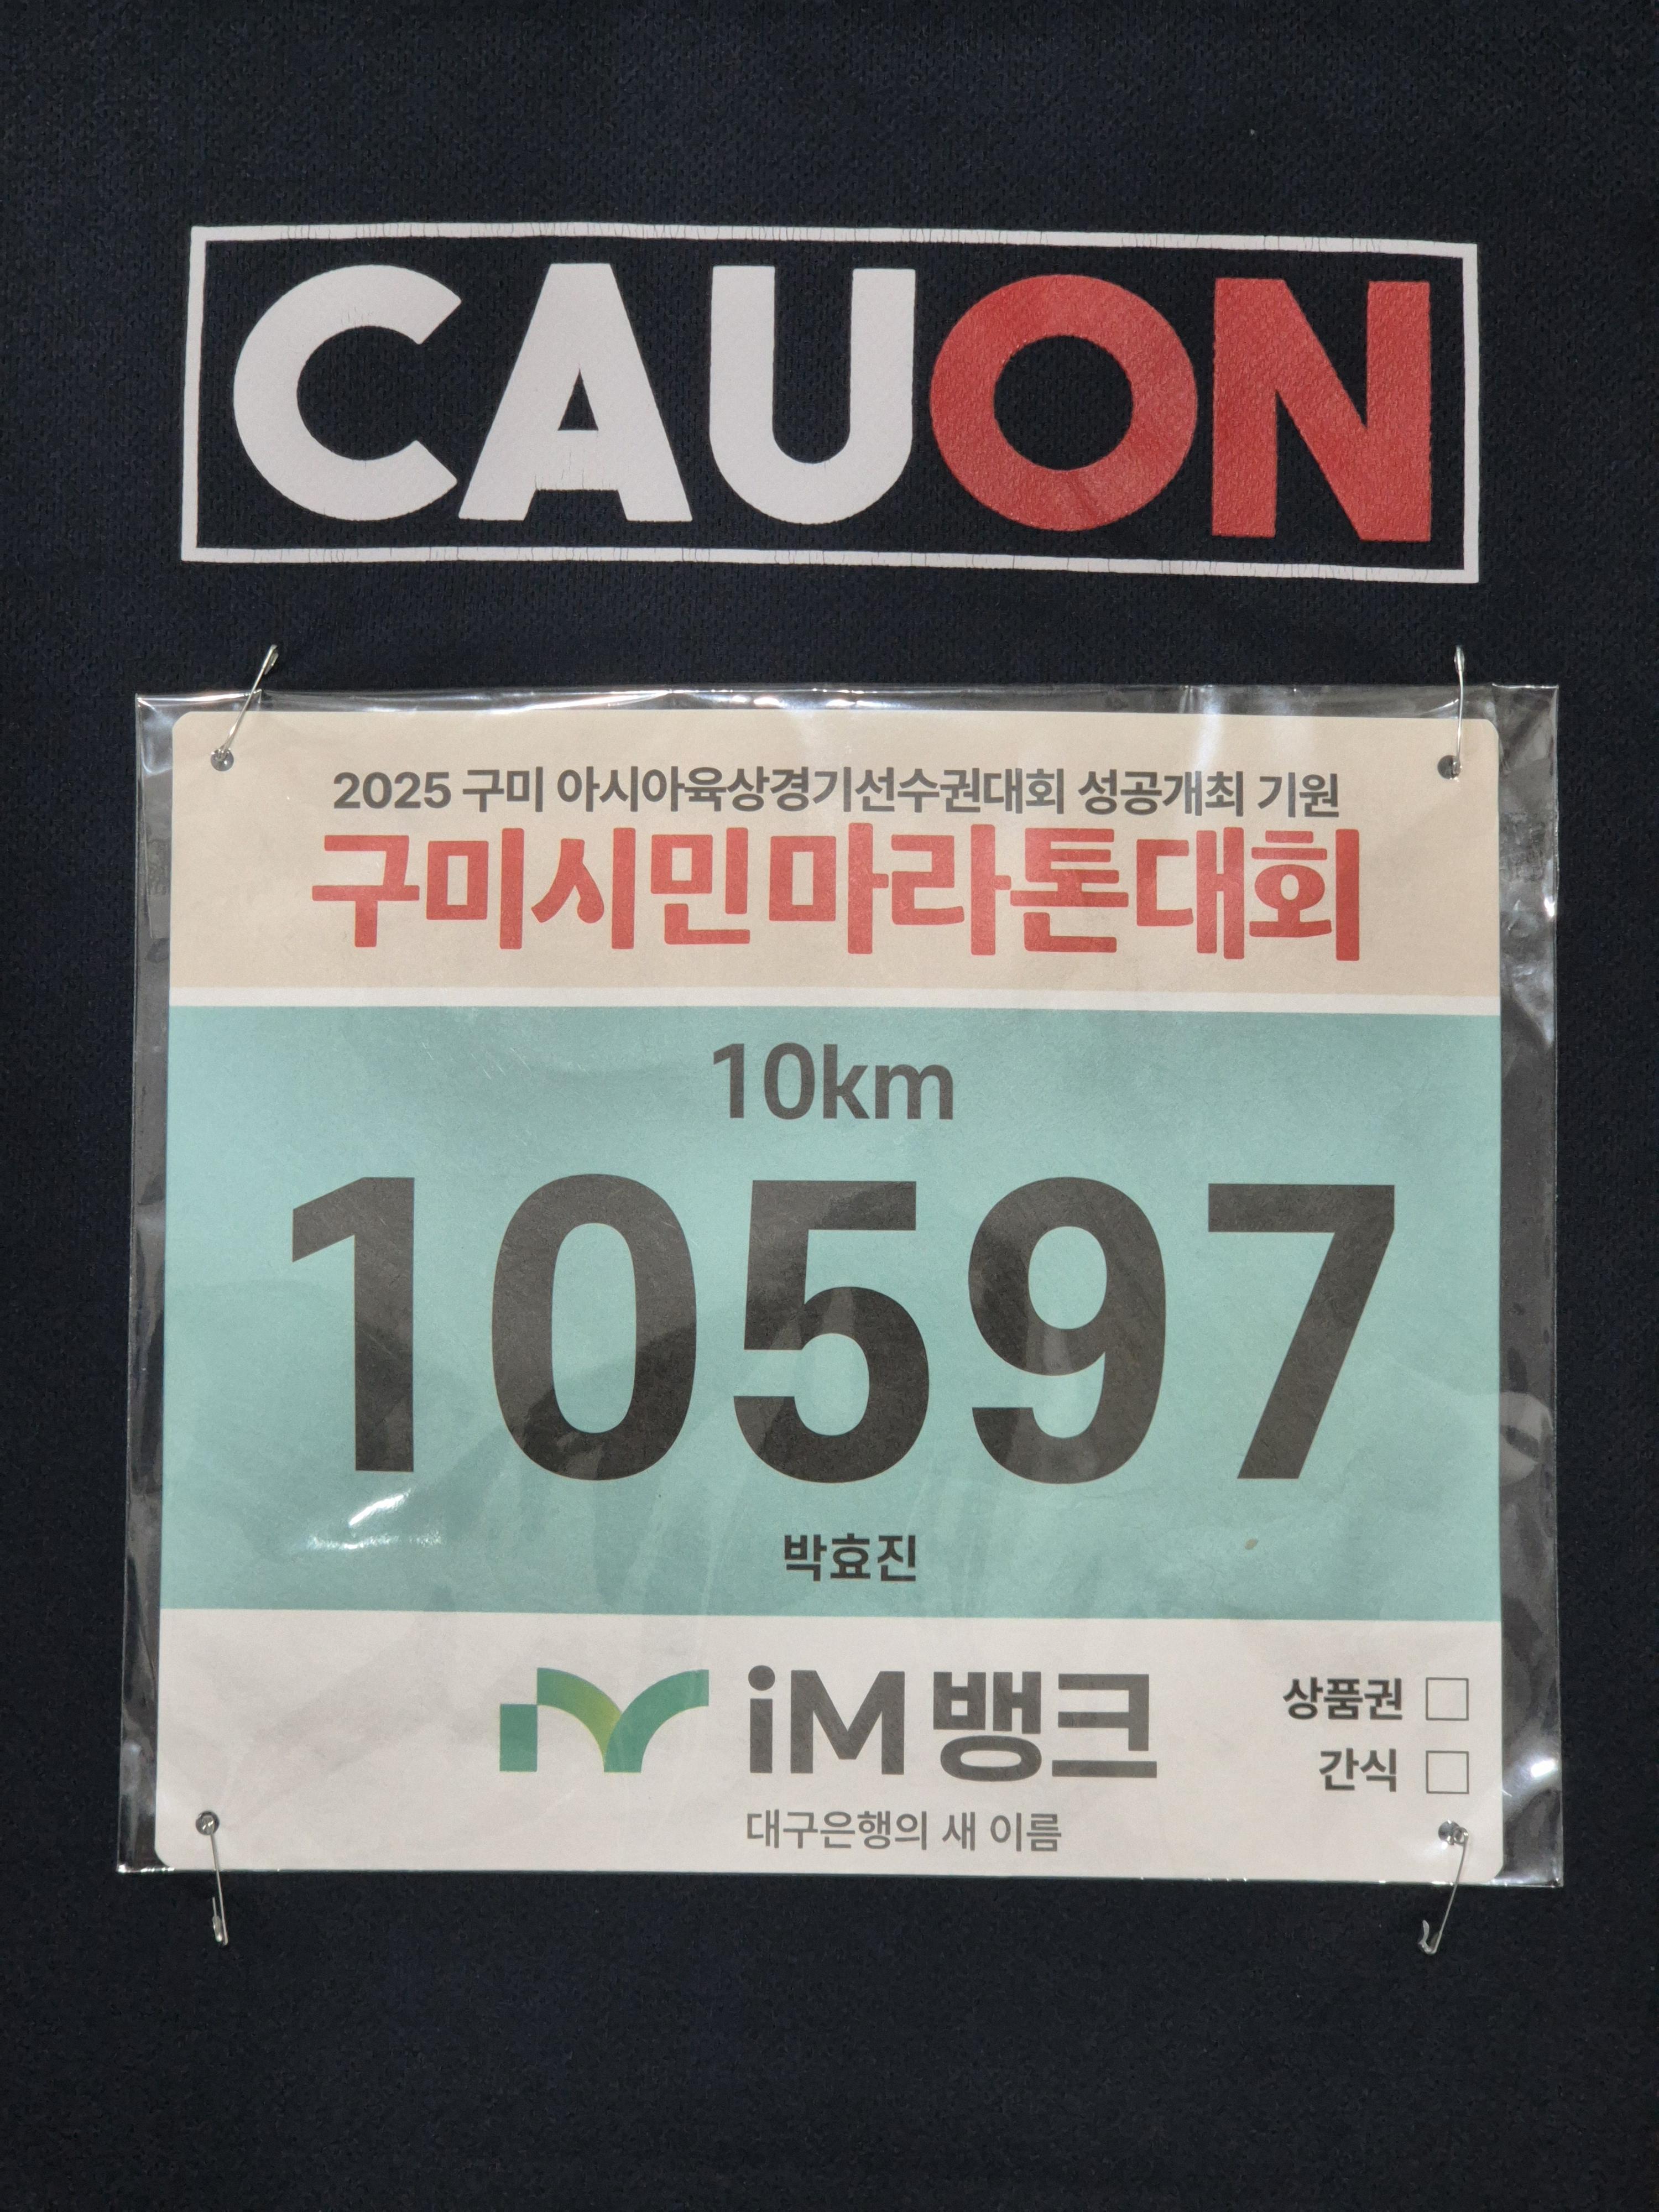 CAUON
2025 구미 아시아육상경기선수권대회 성공개최 기원
구미시민마라톤대회
10km
10597
박효진
iM뱅크
대구은행의 새 이름
상품권
간식